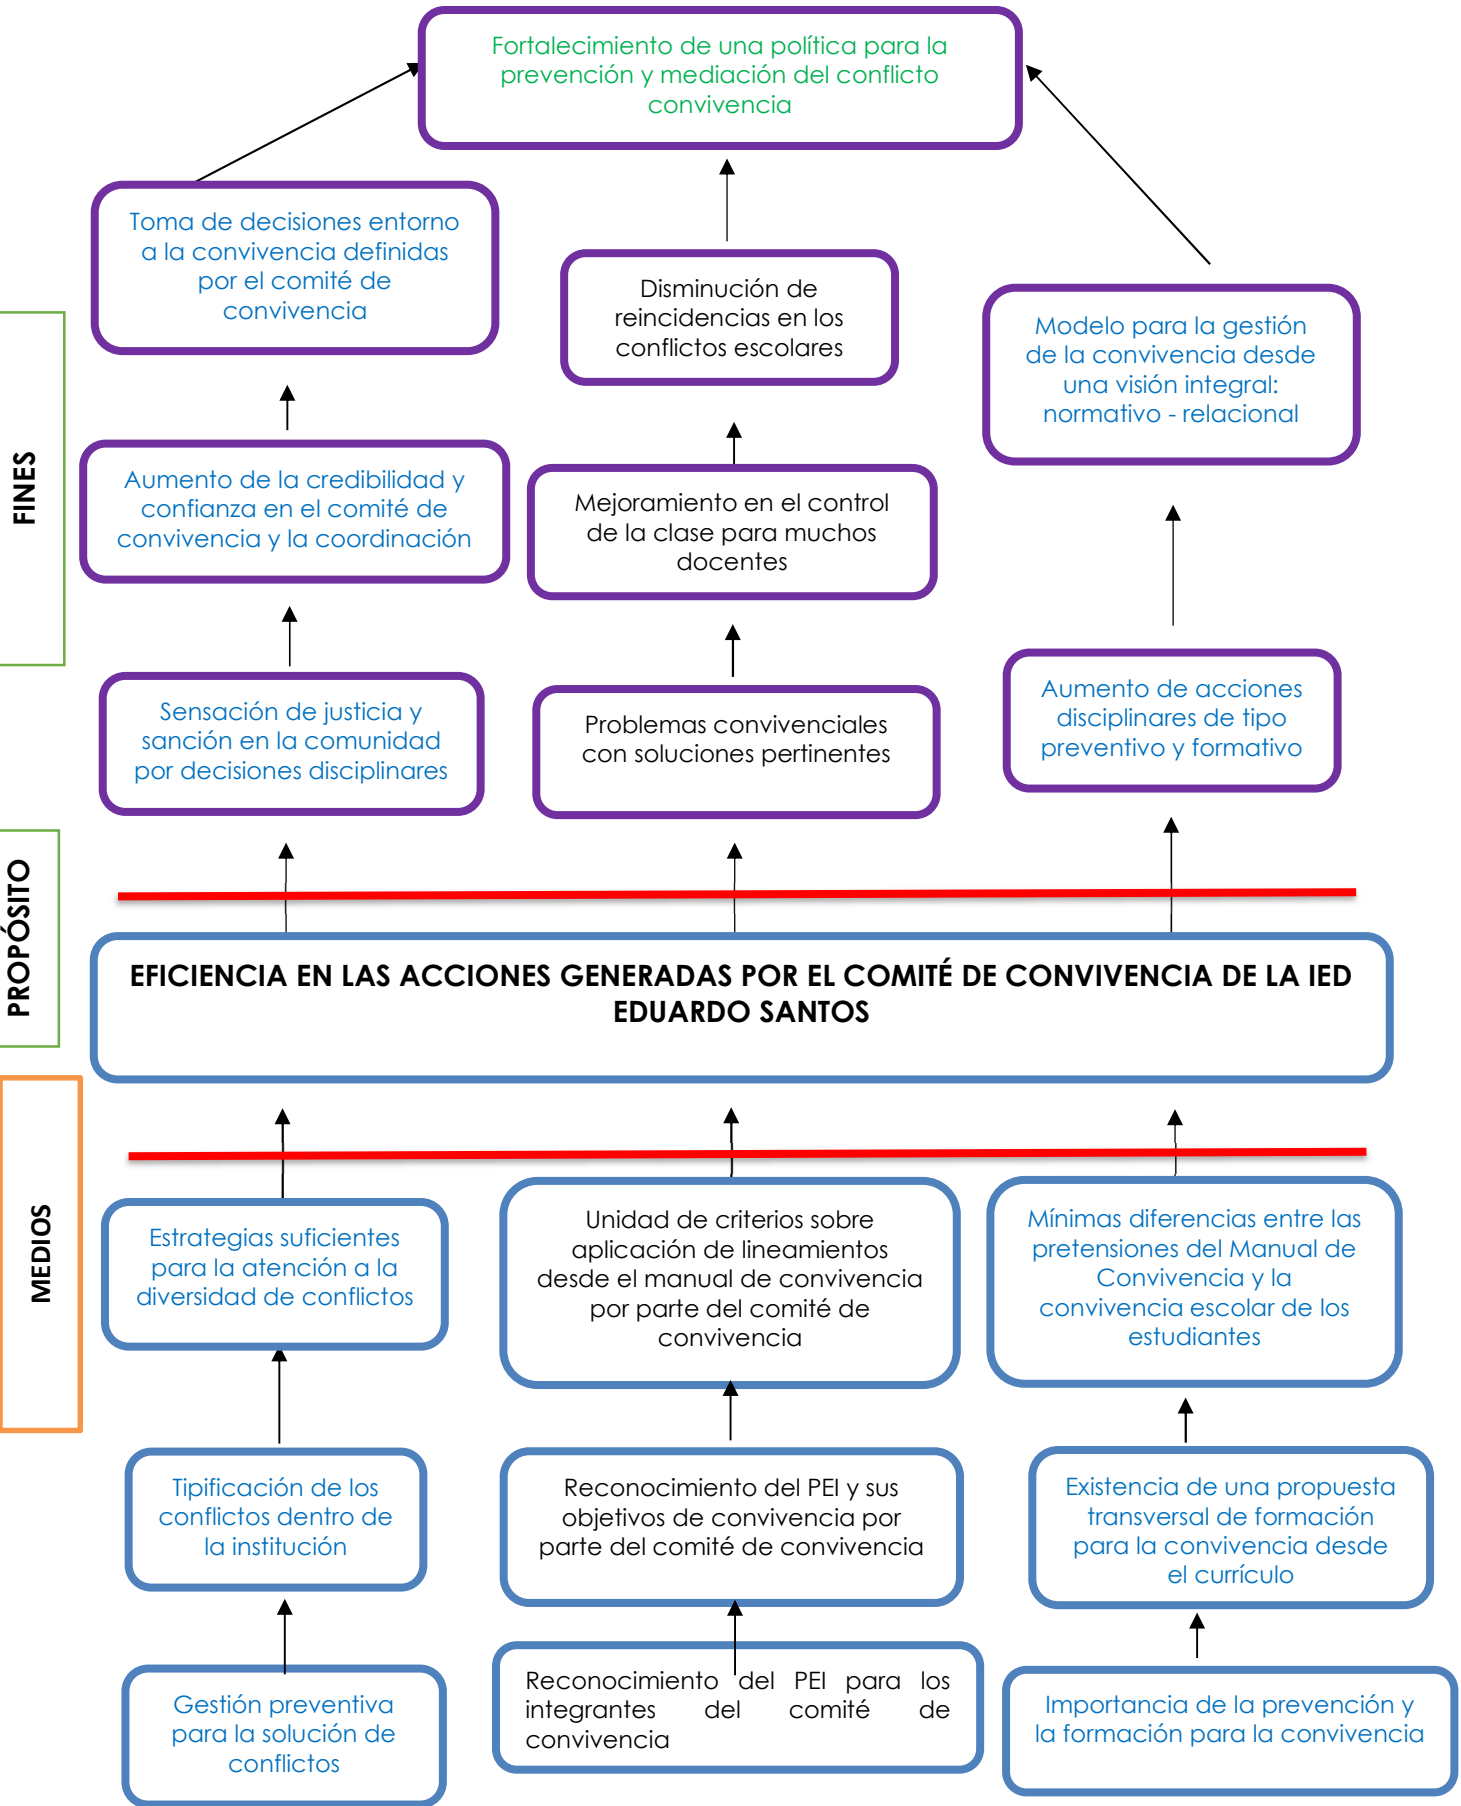 Fortalecimiento de una política para la
prevención y mediación del conflicto
convivencia
Toma de decisiones entorno
a la convivencia definidas
por el comité de
convivencia
Disminución de
reincidencias en los
conflictos escolares
Modelo para la gestión
de la convivencia desde
una visión integral:
normativo - relacional
FINES
Aumento de la credibilidad y
confianza en el comité de
convivencia y la coordinación
Mejoramiento en el control
de la clase para muchos
docentes
Sensación de justicia y
sanción en la comunidad
por decisiones disciplinares
Problemas convivenciales
con soluciones pertinentes
Aumento de acciones
disciplinares de tipo
preventivo y formativo
PROPÓSITO
EFICIENCIA EN LAS ACCIONES GENERADAS POR EL COMITÉ DE CONVIVENCIA DE LA IED
EDUARDO SANTOS
MEDIOS
Estrategias suficientes
para la atención a la
diversidad de conflictos
Unidad de criterios sobre
aplicación de lineamientos
desde el manual de convivencia
por parte del comité de
convivencia
Mínimas diferencias entre las
pretensiones del Manual de
Convivencia y la
convivencia escolar de los
estudiantes
Tipificación de los
conflictos dentro de
la institución
Reconocimiento del PEI y sus
objetivos de convivencia por
parte del comité de convivencia
Existencia de una propuesta
transversal de formación
para la convivencia desde
el currículo
Gestión preventiva
para la solución de
conflictos
Reconocimiento del PEI para los
integrantes del comité de
convivencia
Importancia de la prevención y
la formación para la convivencia